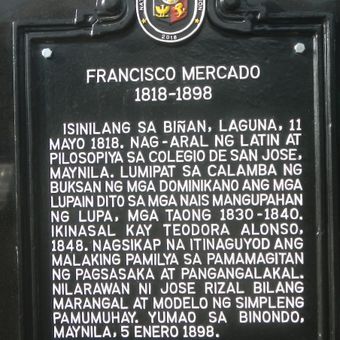 2018
FRANCISCO MERCADO
1818-1898
ISINILANG SA BIÑAN, LAGUNA, 11
MAYO 1818. NAG-ARAL NG LATIN AT
PILOSOPIYA SA COLEGIO DE SAN JOSE,
MAYNILA. LUMIPAT SA CALAMBA NG
BUKSAN NG MGA DOMINIKANO ANG MGA
LUPAIN DITO SA MGA NAIS MANGUPAHAN
NG LUPA, MGA TAONG 1830-1840.
IKINASAL KAY TEODORA ALONSO,
1848. NAGSIKAP NA ITINAGUYOD ANG
MALAKING PAMILYA SA PAMAMAGITAN
NG PAGSASAKA AT PANGANGALAKAL.
NILARAWAN NI JOSE RIZAL BILANG
MARANGAL AT MODELO NG SIMPLENG
PAMUMUHAY. YUMAO SA BINONDO,
MAYNILA, 5 ENERO 1898.